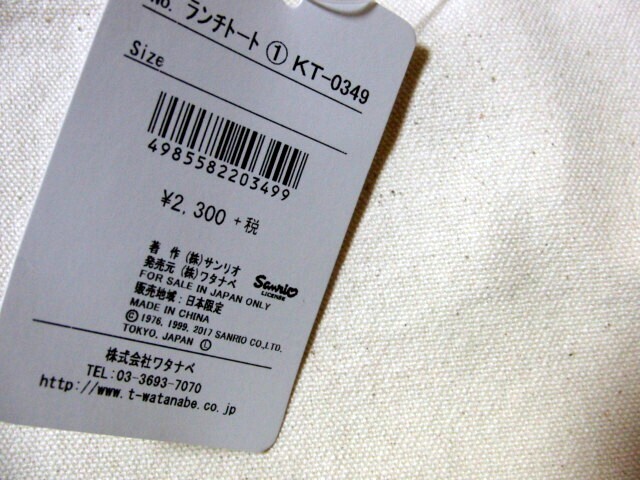 No. ランチトート ① KT-0349
Size
4985582203499
¥2,300 +税
著 作 (株)サンリオ
発売元 (株)ワタナベ
Sanrio
LICENSE
FOR SALE IN JAPAN ONLY
販売地域:日本限定
MADE IN CHINA
© 1976, 1999, 2017 SANRIO CO.,LTD.
TOKYO, JAPAN Ⓛ
株式会社ワタナベ
TEL:03-3693-7070
http://www.t-watanabe.co.jp